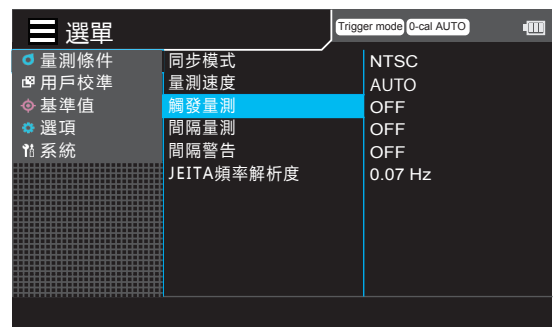 選單
Trigger mode 0-cal AUTO
量測條件
用戶校準
基準值
選項
系統
同步模式 NTSC
量測速度 AUTO
觸發量測 OFF
間隔量測 OFF
間隔警告 OFF
JEITA頻率解析度 0.07 Hz